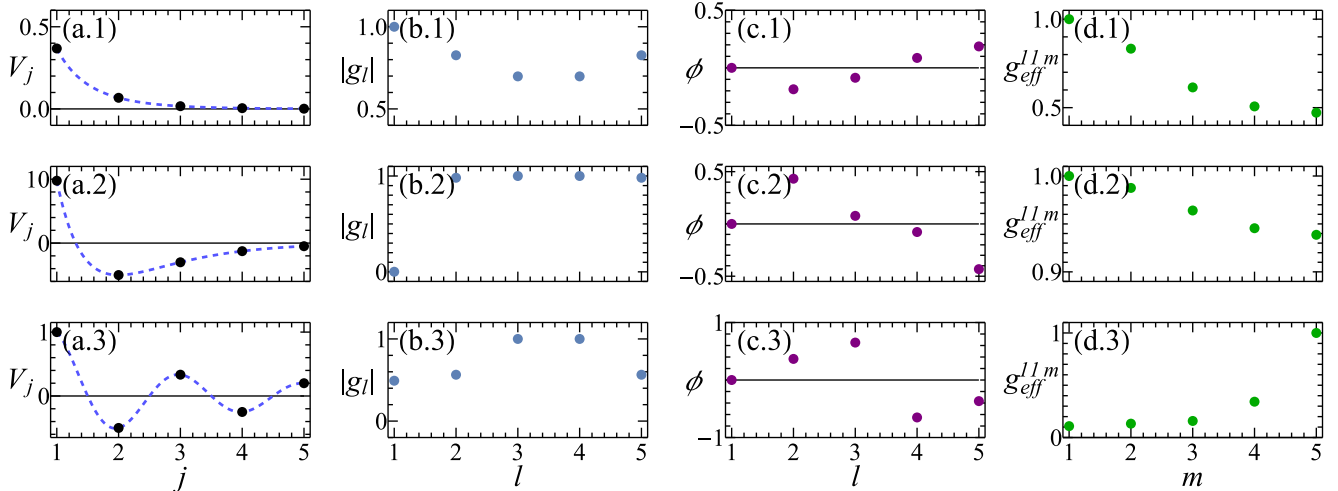 (a.1) (b.1) (c.1) (d.1)
V_j |g_l| ϕ g_eff^{11m}
0.5 1.0 0.5 1.0
0.0 0.5 −0.5 0.5
(a.2) (b.2) (c.2) (d.2)
V_j |g_l| ϕ g_eff^{11m}
10 1 0.5 1.0
0 0 −0.5 0.9
(a.3) (b.3) (c.3) (d.3)
V_j |g_l| ϕ g_eff^{11m}
1 1 1 1
0 0 −1 0
1 2 3 4 5 1 2 3 4 5 1 2 3 4 5 1 2 3 4 5
j l l m